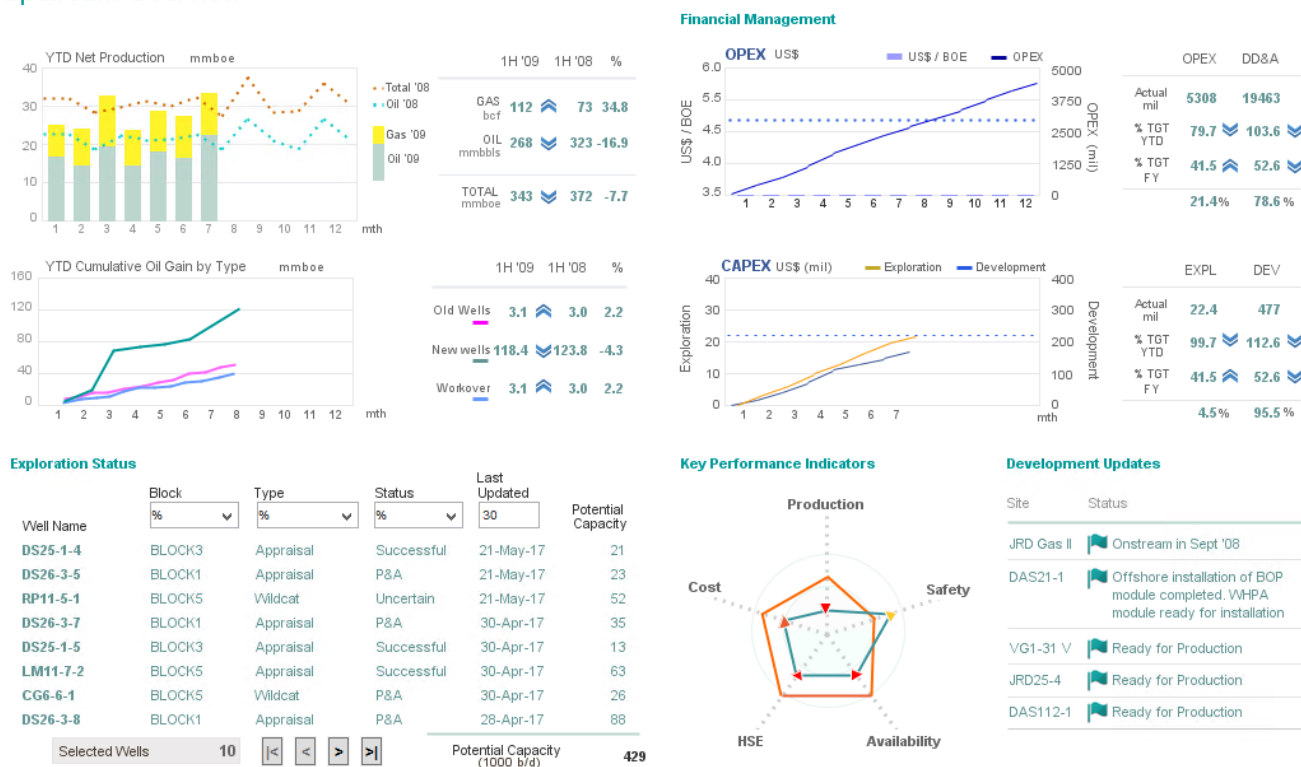 Financial Management
YTD Net Production mmboe
40
30
20
10
0
1 2 3 4 5 6 7 8 9 10 11 12 mth
Total '08
Oil '08
Gas '09
Oil '09
1H '09 1H '08 %
GAS bcf 112 73 34.8
OIL mmbbls 268 323 -16.9
TOTAL mmboe 343 372 -7.7
OPEX US$ US$ / BOE OPEX
US$ / BOE
6.0
5.5
4.5
4.0
3.5
5000
3750
2500
1250
0
OPEX (mil)
1 2 3 4 5 6 7 8 9 10 11 12
OPEX DD&A
Actual mil 5308 19463
% TGT YTD 79.7 103.6
% TGT FY 41.5 52.6
21.4% 78.6%
YTD Cumulative Oil Gain by Type mmboe
160
120
80
40
0
1 2 3 4 5 6 7 8 9 10 11 12 mth
1H '09 1H '08 %
Old Wells 3.1 3.0 2.2
New wells 118.4 123.8 -4.3
Workover 3.1 3.0 2.2
CAPEX US$ (mil) Exploration Development
Exploration
40
30
20
10
0
400
300
200
100
0
Development
1 2 3 4 5 6 7 mth
EXPL DEV
Actual mil 22.4 477
% TGT YTD 99.7 112.6
% TGT FY 41.5 52.6
4.5% 95.5%
Exploration Status
Well Name Block Type Status Last Updated Potential Capacity
% % % 30
DS25-1-4 BLOCK3 Appraisal Successful 21-May-17 21
DS26-3-5 BLOCK1 Appraisal P&A 21-May-17 23
RP11-5-1 BLOCK5 Wildcat Uncertain 21-May-17 52
DS26-3-7 BLOCK1 Appraisal P&A 30-Apr-17 35
DS25-1-5 BLOCK3 Appraisal Successful 30-Apr-17 13
LM11-7-2 BLOCK5 Appraisal Successful 30-Apr-17 63
CG6-6-1 BLOCK5 Wildcat P&A 30-Apr-17 26
DS26-3-8 BLOCK1 Appraisal P&A 28-Apr-17 88
Selected Wells 10 |< < > >|
Potential Capacity (1000 b/d) 429
Key Performance Indicators
Production
Cost
Safety
HSE
Availability
Development Updates
Site Status
JRD Gas II Onstream in Sept '08
DAS21-1 Offshore installation of BOP
module completed. WHPA
module ready for installation
VG1-31 V Ready for Production
JRD25-4 Ready for Production
DAS112-1 Ready for Production